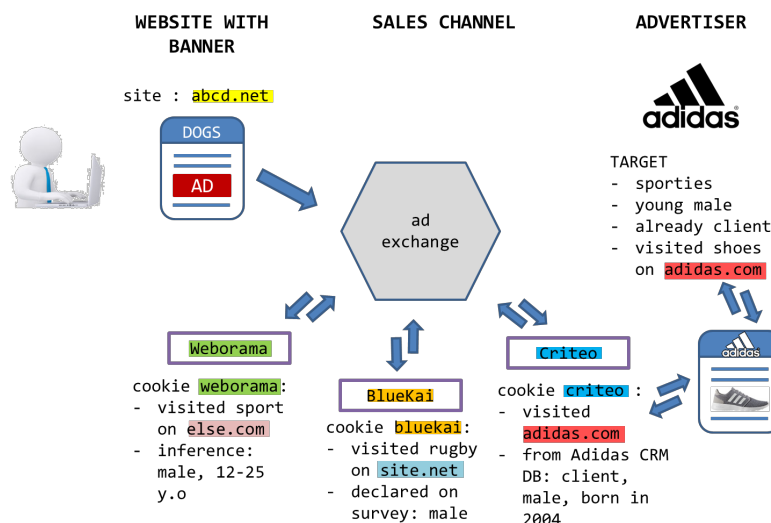 WEBSITE WITH
BANNER
SALES CHANNEL
ADVERTISER
site : abcd.net
DOGS
AD
ad
exchange
adidas
TARGET
- sporties
- young male
- already client
- visited shoes
on adidas.com
Weborama
cookie weborama:
- visited sport
on else.com
- inference:
male, 12-25
y.o
BlueKai
cookie bluekai:
- visited rugby
on site.net
- declared on
survey: male
Criteo
cookie criteo :
- visited
adidas.com
- from Adidas CRM
DB: client,
male, born in
2004
adidas